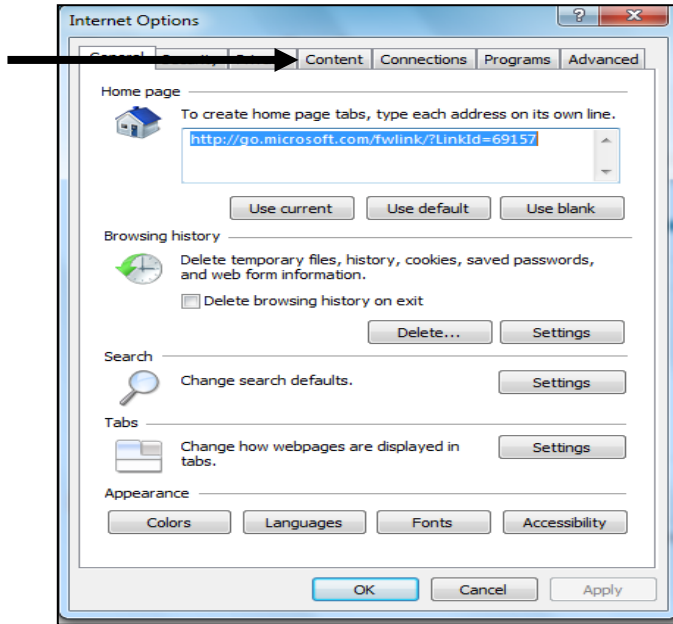 Internet Options
General Content Connections Programs Advanced
Home page
To create home page tabs, type each address on its own line.
http://go.microsoft.com/fwlink/?LinkId=69157
Use current Use default Use blank
Browsing history
Delete temporary files, history, cookies, saved passwords,
and web form information.
Delete browsing history on exit
Delete... Settings
Search
Change search defaults.
Settings
Tabs
Change how webpages are displayed in
tabs.
Settings
Appearance
Colors Languages Fonts Accessibility
OK Cancel Apply